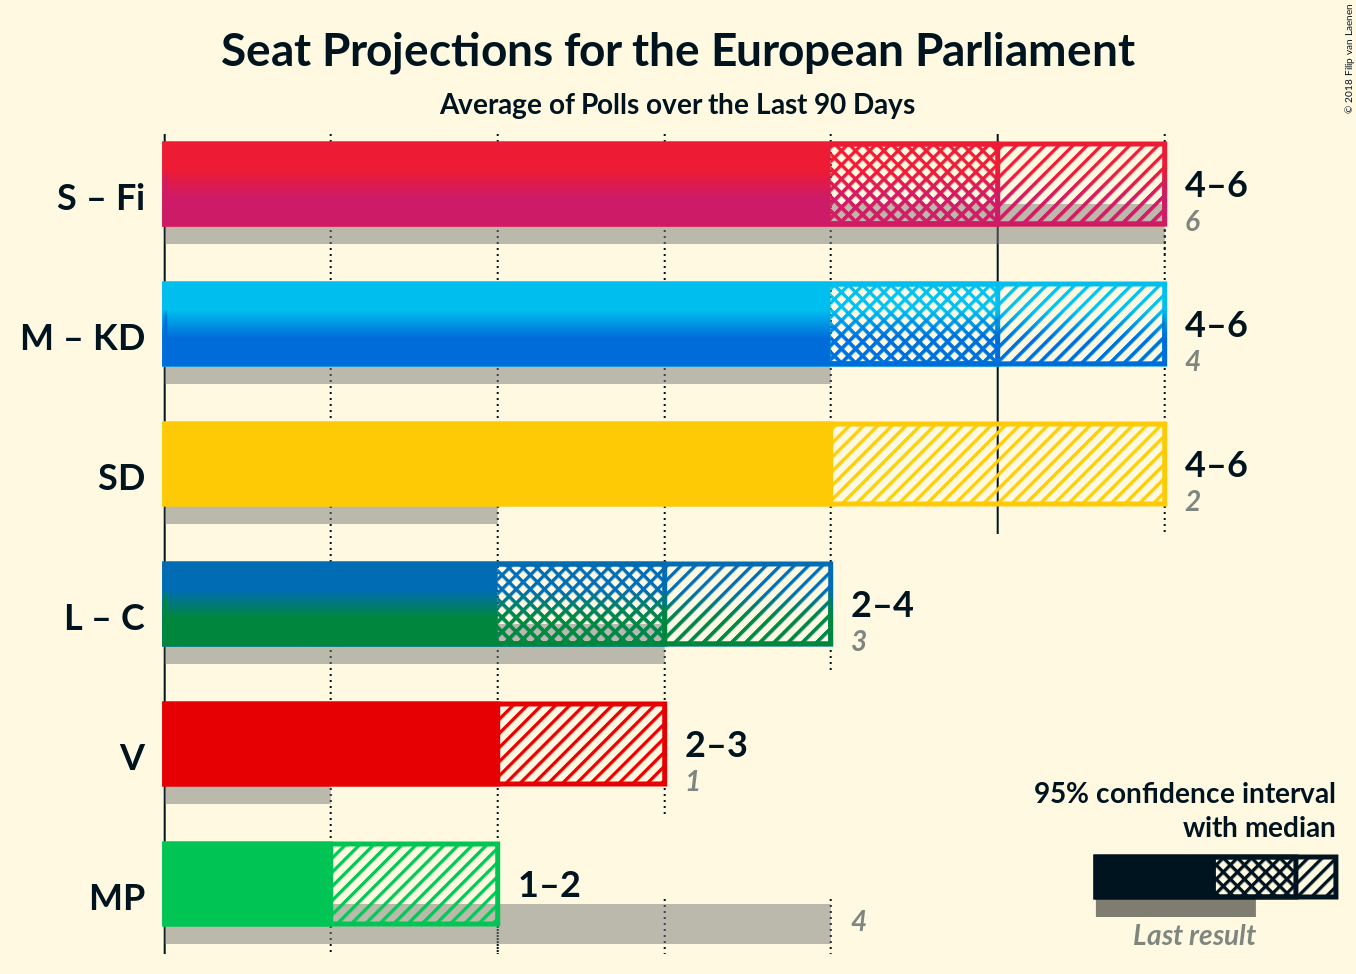 Seat Projections for the European Parliament
Average of Polls over the Last 90 Days
© 2018 Filip van Laenen
S – Fi
4–6
6
M – KD
4–6
4
SD
4–6
2
L – C
2–4
3
V
2–3
1
MP
1–2
4
95% confidence interval
with median
Last result